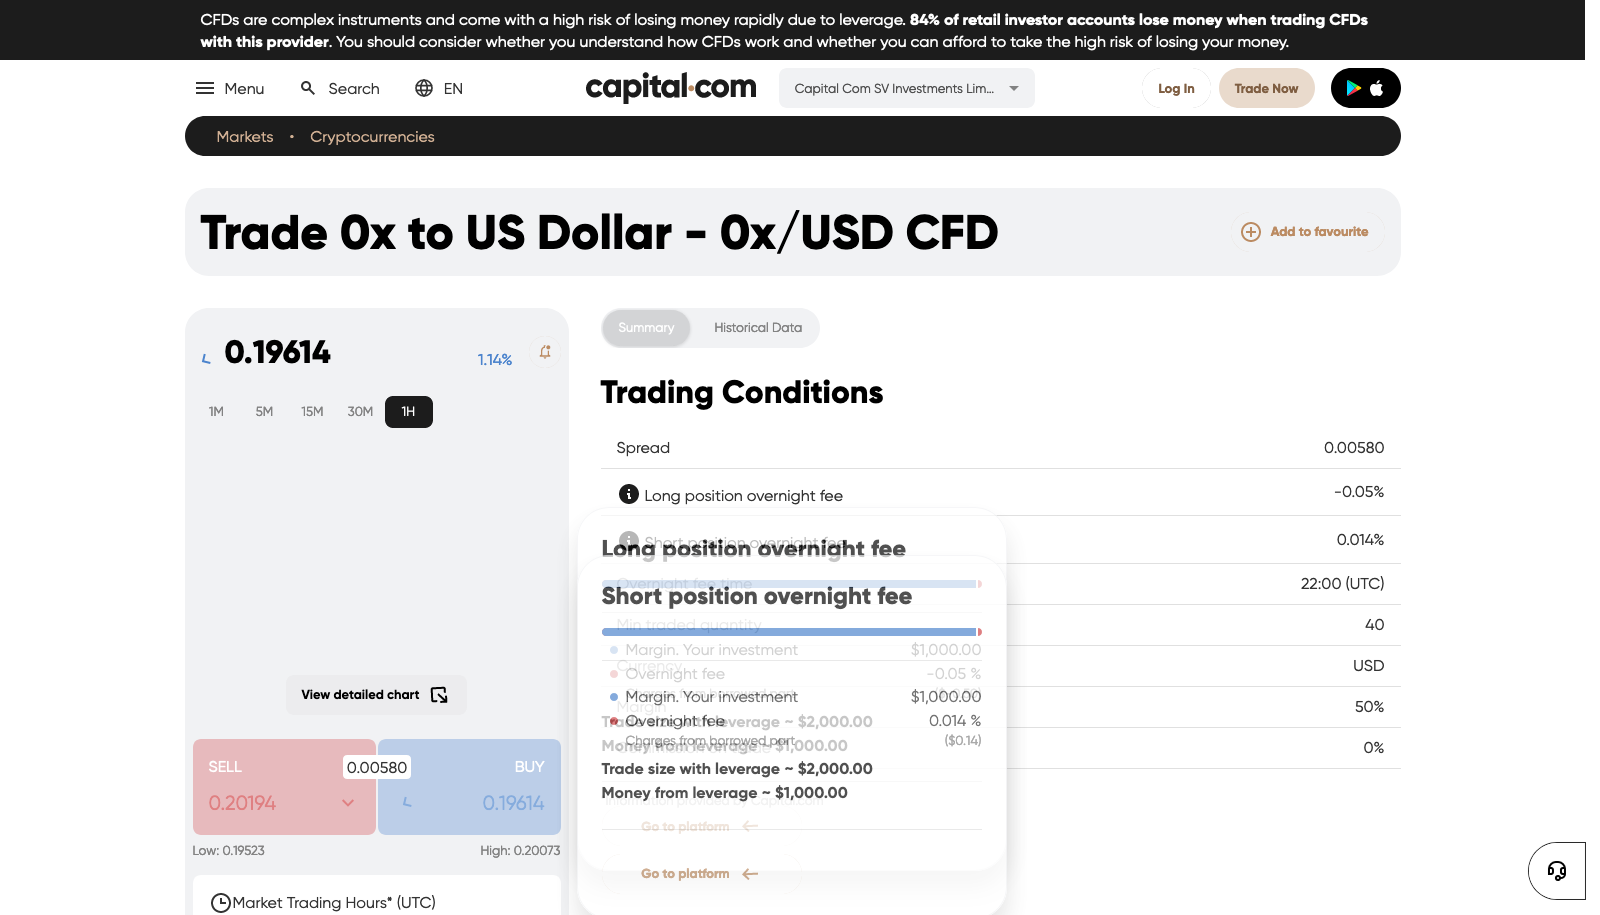 CFDs are complex instruments and come with a high risk of losing money rapidly due to leverage. 84% of retail investor accounts lose money when trading CFDs
with this provider. You should consider whether you understand how CFDs work and whether you can afford to take the high risk of losing your money.
Menu Search EN capital.com Capital Com SV Investments Lim... Log In Trade Now
Markets • Cryptocurrencies
Trade 0x to US Dollar - 0x/USD CFD
Add to favourite
0.19614 1.14%
1M 5M 15M 30M 1H
View detailed chart
SELL 0.00580 BUY
0.20194 0.19614
Low: 0.19523 High: 0.20073
Market Trading Hours* (UTC)
Summary Historical Data
Trading Conditions
Spread 0.00580
Long position overnight fee -0.05%
Short position overnight fee 0.014%
Overnight fee time 22:00 (UTC)
Min traded quantity 40
Currency USD
Margin 50%
0%
Information provided by Capital.com
Long position overnight fee
Margin. Your investment $1,000.00
Overnight fee -0.05 %
Trade size with leverage ~ $2,000.00
Money from leverage ~ $1,000.00
Go to platform
Short position overnight fee
Margin. Your investment $1,000.00
Overnight fee 0.014 %
Charges from borrowed part ($0.14)
Trade size with leverage ~ $2,000.00
Money from leverage ~ $1,000.00
Go to platform